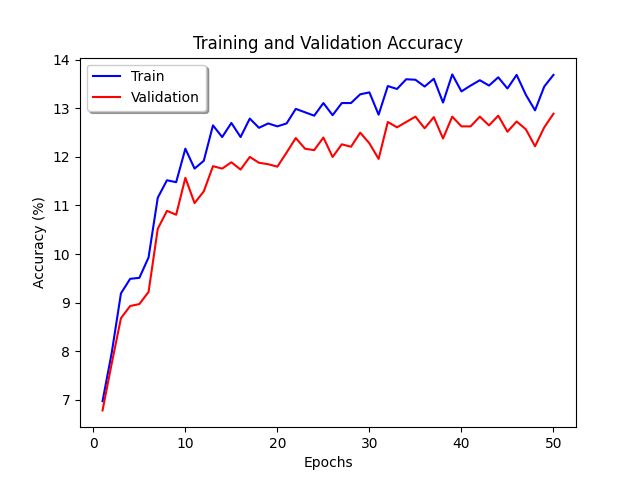 Training and Validation Accuracy
Train
Validation
14
13
12
11
10
9
8
7
Accuracy (%)
0 10 20 30 40 50
Epochs